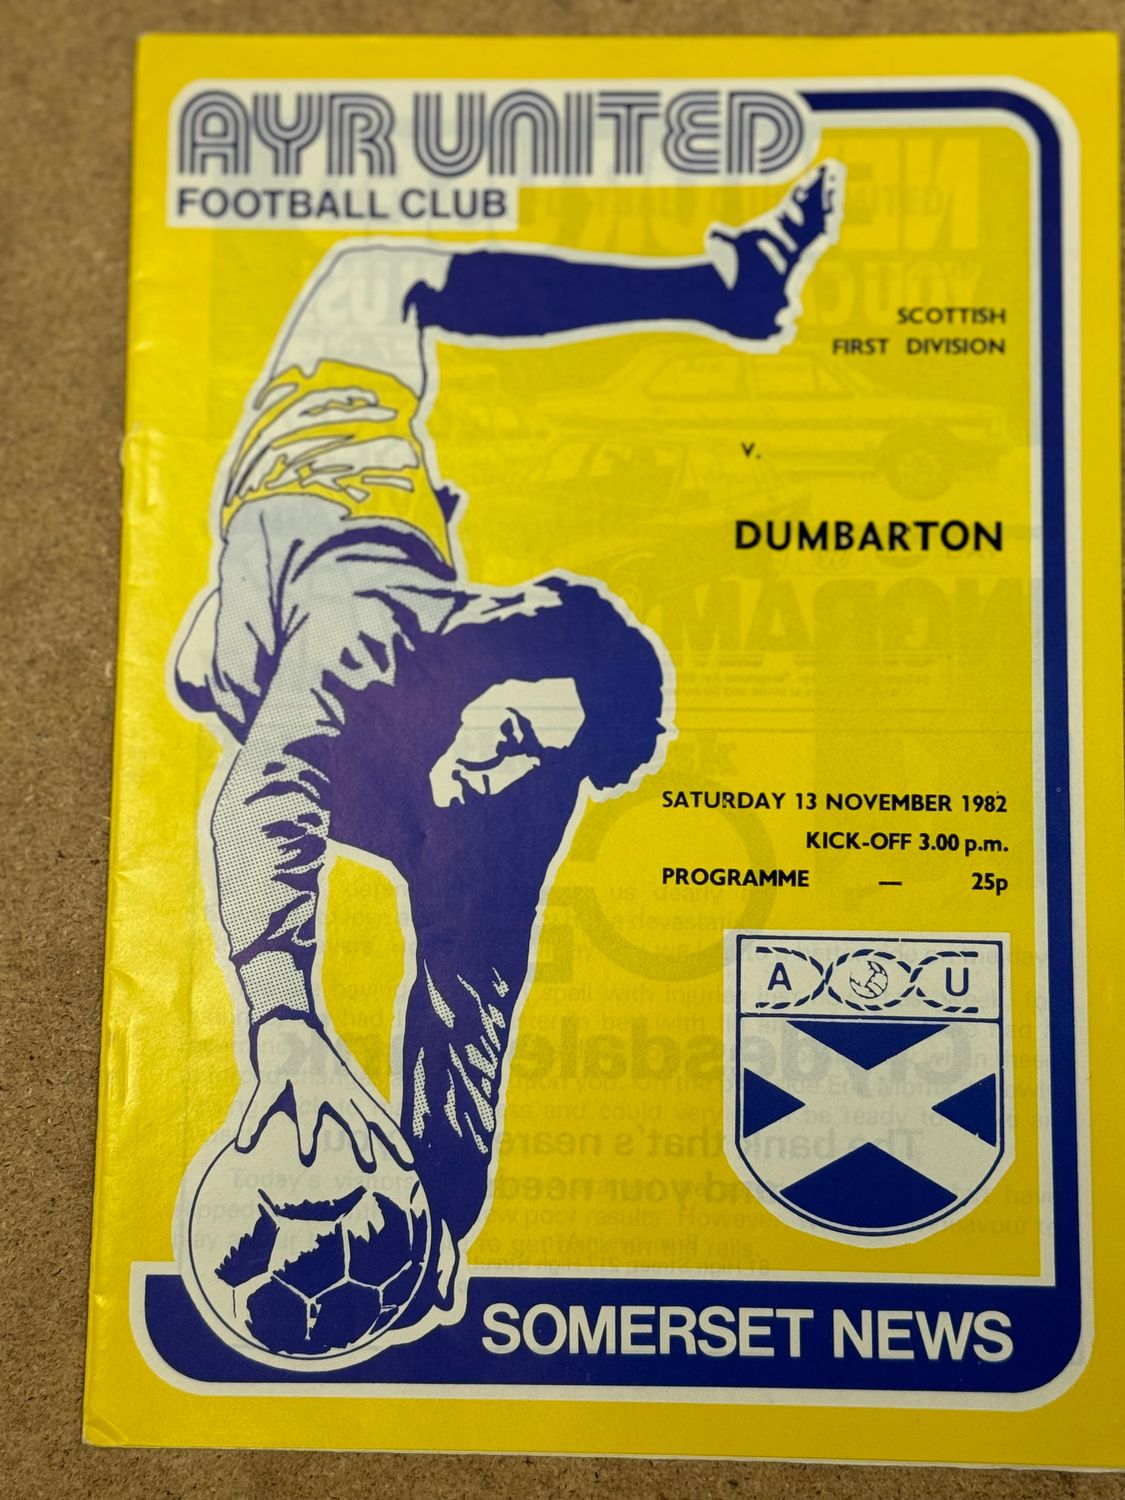 AYR UNITED
FOOTBALL CLUB
SCOTTISH
FIRST DIVISION
v.
DUMBARTON
SATURDAY 13 NOVEMBER 1982
KICK-OFF 3.00 p.m.
PROGRAMME — 25p
A U
SOMERSET NEWS